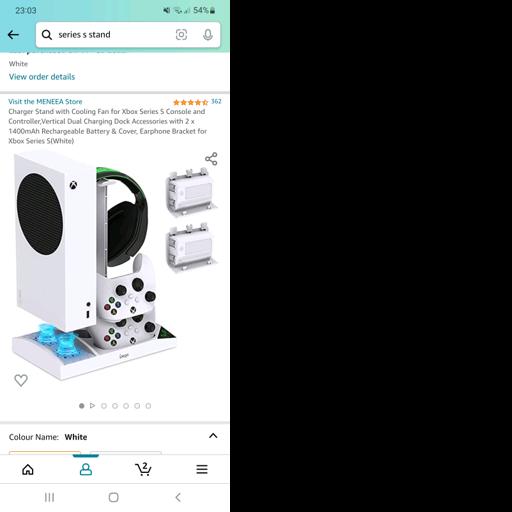 23:03
54%
series s stand
White
View order details
Visit the MENEEA Store
362
Charger Stand with Cooling Fan for Xbox Series S Console and
Controller,Vertical Dual Charging Dock Accessories with 2 x
1400mAh Rechargeable Battery & Cover, Earphone Bracket for
Xbox Series S(White)
Colour Name: White
2